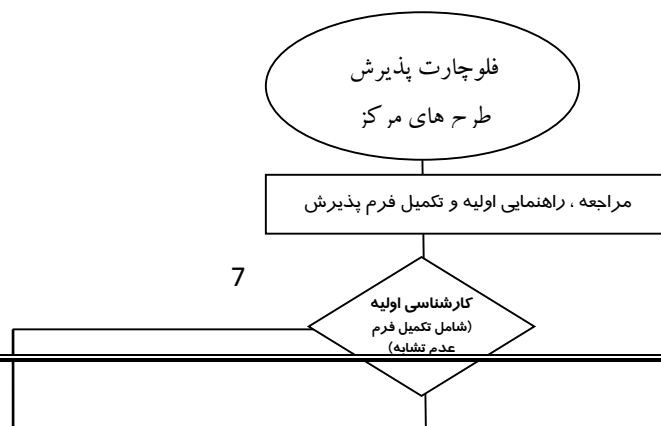 فلوچارت پذیرش
طرح های مرکز
مراجعه ، راهنمایی اولیه و تکمیل فرم پذیرش
7
کارشناسی اولیه
(شامل تکمیل فرم
عدم تشابه)